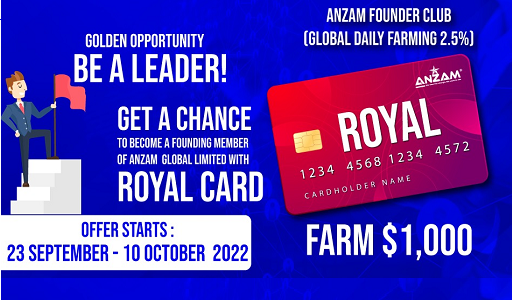 GOLDEN OPPORTUNITY
BE A LEADER!
GET A CHANCE
TO BECOME A FOUNDING MEMBER
OF ANZAM GLOBAL LIMITED WITH
ROYAL CARD
OFFER STARTS :
23 SEPTEMBER - 10 OCTOBER 2022
ANZAM FOUNDER CLUB
(GLOBAL DAILY FARMING 2.5%)
ANZAM
ROYAL
1234 4568 1234 4572
CARDHOLDER NAME
FARM $1,000